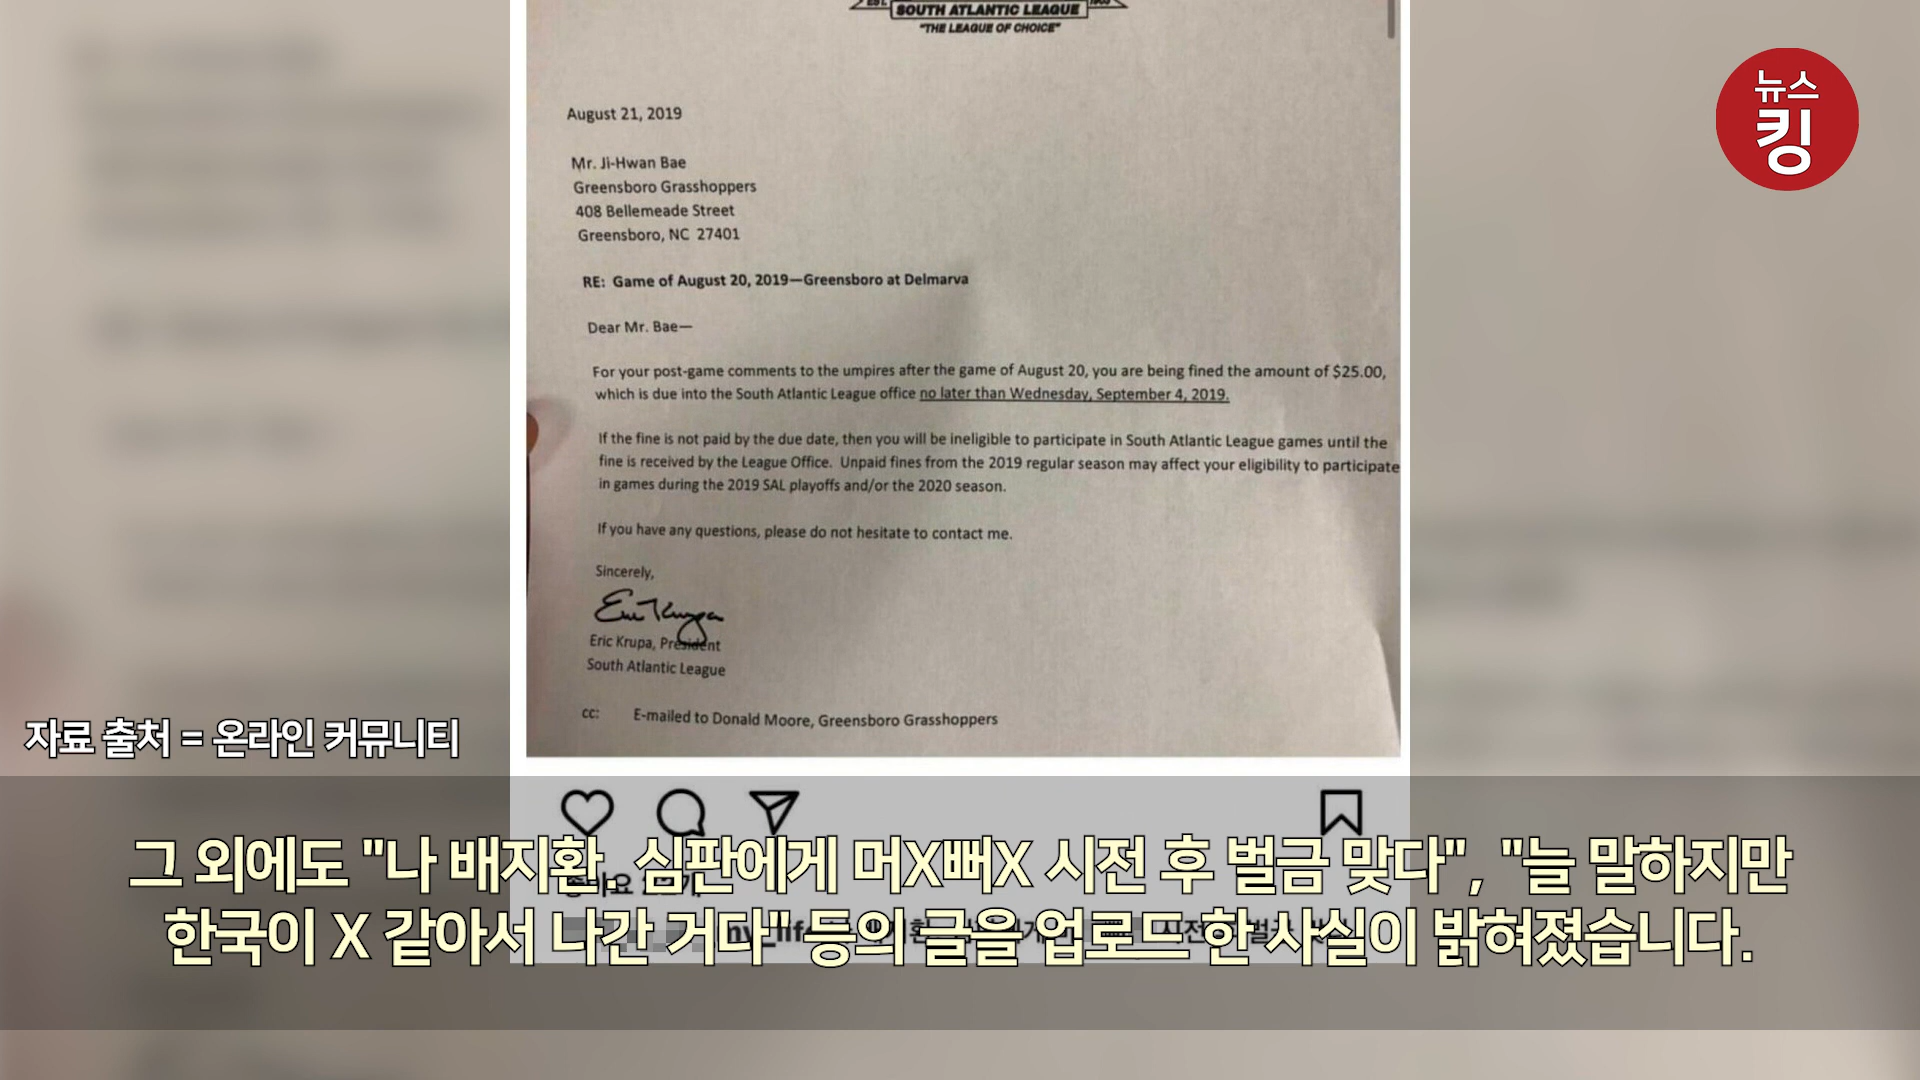 SOUTH ATLANTIC LEAGUE
"THE LEAGUE OF CHOICE"
뉴스
킹
August 21, 2019
Mr. Ji-Hwan Bae
Greensboro Grasshoppers
408 Bellemeade Street
Greensboro, NC 27401
RE: Game of August 20, 2019—Greensboro at Delmarva
Dear Mr. Bae—
For your post-game comments to the umpires after the game of August 20, you are being fined the amount of $25.00,
which is due into the South Atlantic League office no later than Wednesday, September 4, 2019.
If the fine is not paid by the due date, then you will be ineligible to participate in South Atlantic League games until the
fine is received by the League Office. Unpaid fines from the 2019 regular season may affect your eligibility to participate
in games during the 2019 SAL playoffs and/or the 2020 season.
If you have any questions, please do not hesitate to contact me.
Sincerely,
Eric Krupa
Eric Krupa, President
South Atlantic League
cc: E-mailed to Donald Moore, Greensboro Grasshoppers
자료 출처 = 온라인 커뮤니티
그 외에도 "나 배지환. 심판에게 머X뻐X 시전 후 벌금 맞다", "늘 말하지만
한국이 X 같아서 나간 거다" 등의 글을 업로드 한 사실이 밝혀졌습니다.